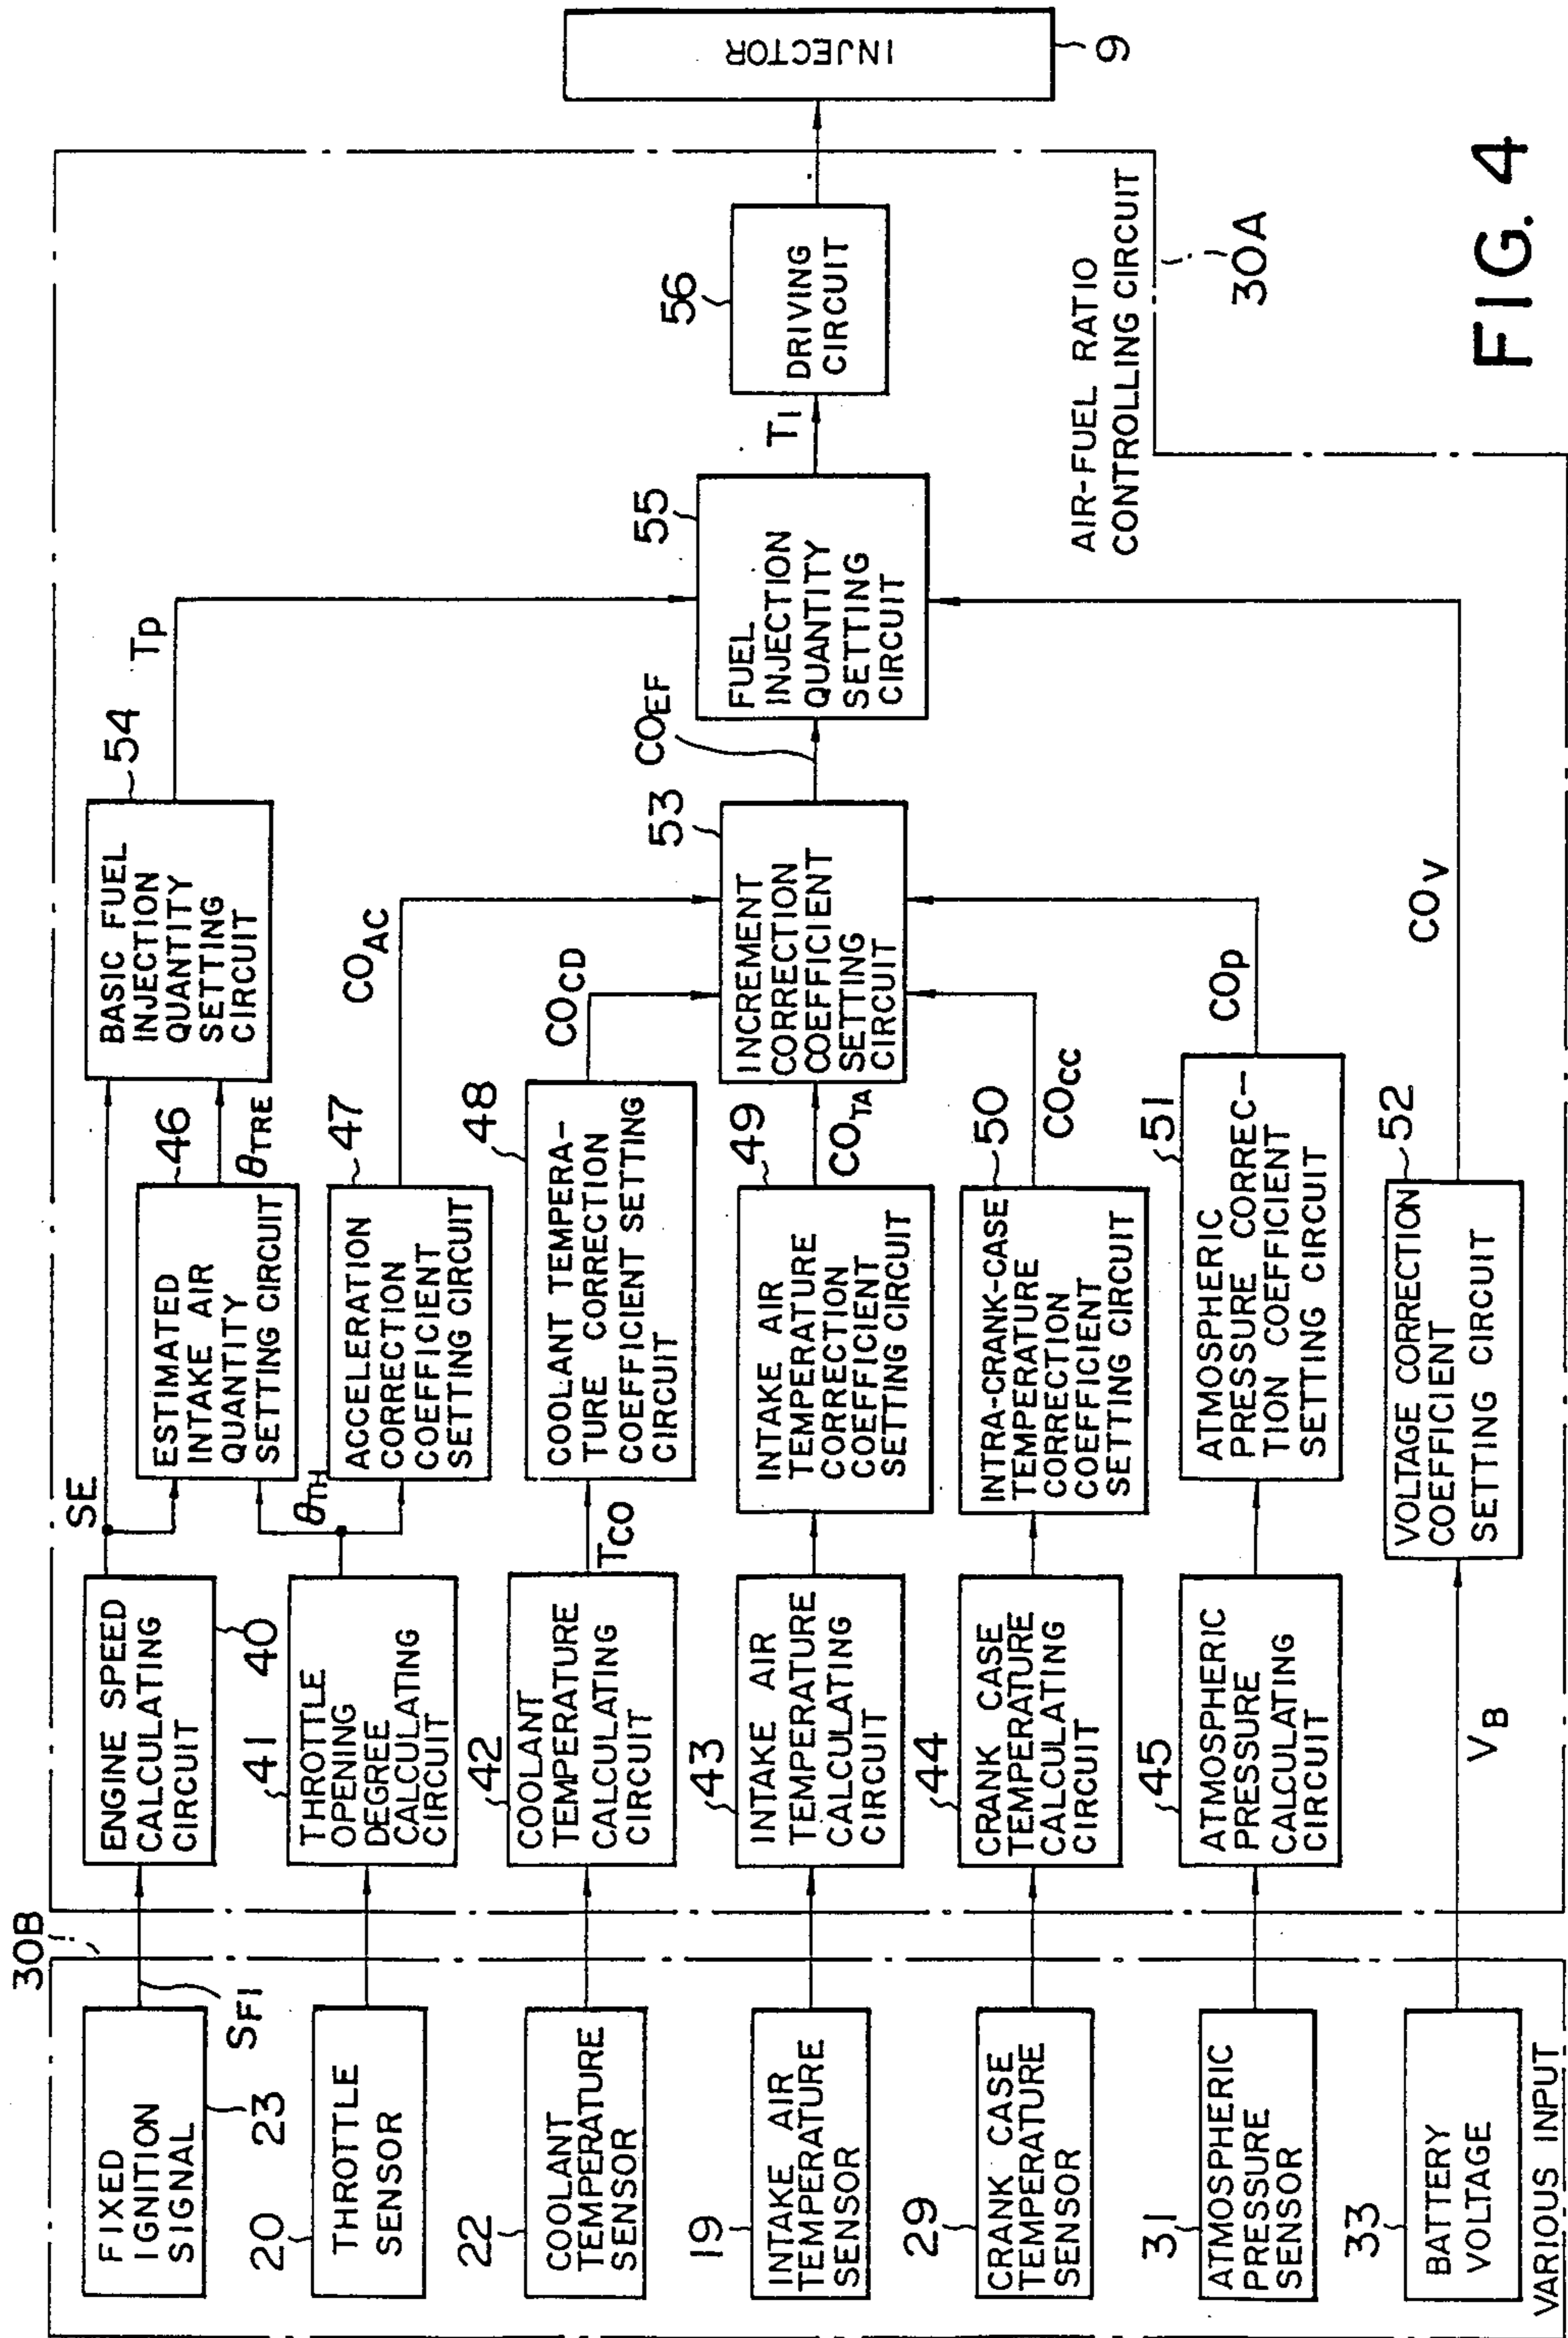 30B
FIXED
IGNITION
SIGNAL
23
SFI
20
THROTTLE
SENSOR
22
COOLANT
TEMPERATURE
SENSOR
19
INTAKE AIR
TEMPERATURE
SENSOR
29
CRANK CASE
TEMPERATURE
SENSOR
31
ATMOSPHERIC
PRESSURE
SENSOR
33
BATTERY
VOLTAGE
VARIOUS INPUT
ENGINE SPEED
CALCULATING
CIRCUIT
40
SE
41
THROTTLE
OPENING
DEGREE
CALCULATING
CIRCUIT
θTH
42
COOLANT
TEMPERATURE
CALCULATING
CIRCUIT
TCO
43
INTAKE AIR
TEMPERATURE
CALCULATING
CIRCUIT
44
CRANK CASE
TEMPERATURE
CALCULATING
CIRCUIT
45
ATMOSPHERIC
PRESSURE
CALCULATING
CIRCUIT
VB
ESTIMATED
INTAKE AIR
QUANTITY
SETTING CIRCUIT
46
θTRE
ACCELERATION
CORRECTION
COEFFICIENT
SETTING CIRCUIT
47
COAC
COOLANT TEMPERA-
TURE CORRECTION
COEFFICIENT SETTING
CIRCUIT
48
COCD
INTAKE AIR
TEMPERATURE
CORRECTION
COEFFICIENT
SETTING CIRCUIT
49
COTA
INTRA-CRANK-CASE
TEMPERATURE
CORRECTION
COEFFICIENT
SETTING CIRCUIT
50
COCC
ATMOSPHERIC
PRESSURE CORREC-
TION COEFFICIENT
SETTING CIRCUIT
51
COP
VOLTAGE CORRECTION
COEFFICIENT
SETTING CIRCUIT
52
COV
BASIC FUEL
INJECTION
QUANTITY
SETTING
CIRCUIT
54
Tp
INCREMENT
CORRECTION
COEFFICIENT
SETTING
CIRCUIT
53
COEF
FUEL
INJECTION
QUANTITY
SETTING
CIRCUIT
55
TI
DRIVING
CIRCUIT
56
INJECTOR
9
AIR-FUEL RATIO
CONTROLLING CIRCUIT
30A
FIG. 4